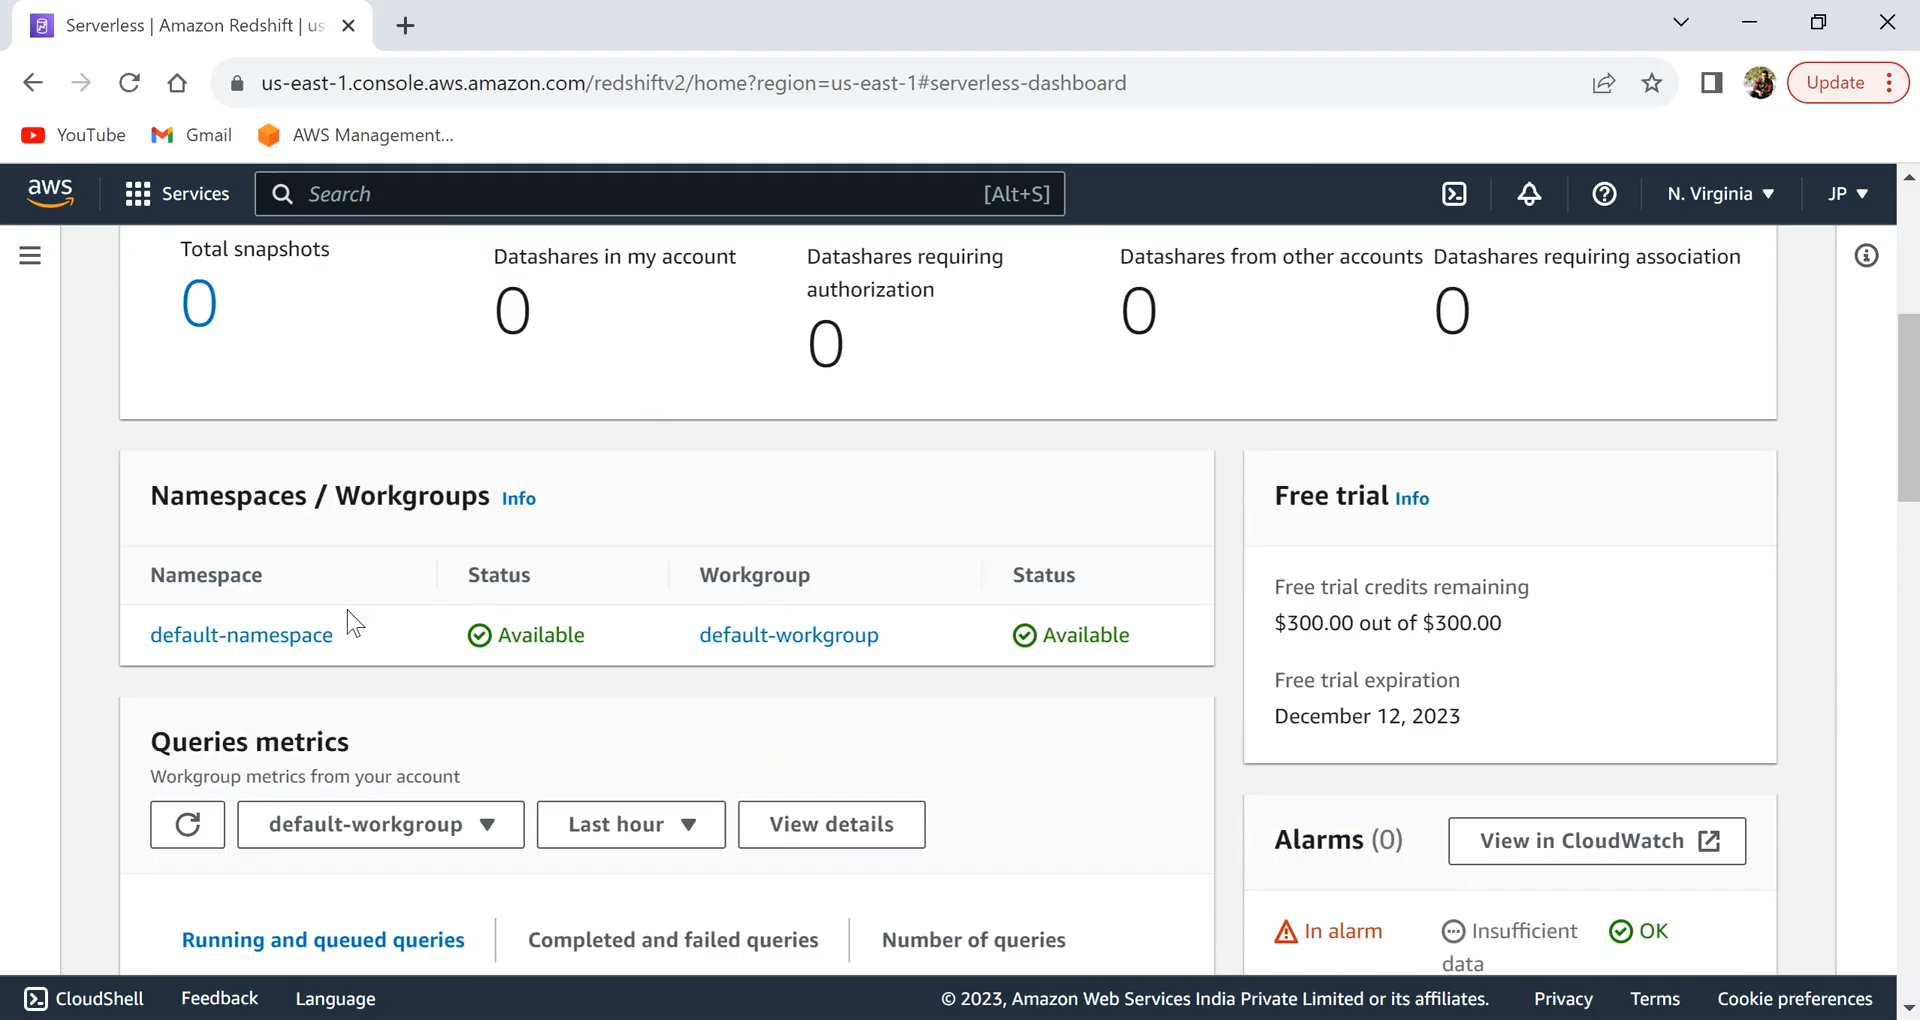 Serverless | Amazon Redshift | us
us-east-1.console.aws.amazon.com/redshiftv2/home?region=us-east-1#serverless-dashboard
Update
YouTube
Gmail
AWS Management...
aws
Services
Search
[Alt+S]
N. Virginia
JP
Total snapshots
0
Datashares in my account
0
Datashares requiring
authorization
0
Datashares from other accounts
0
Datashares requiring association
0
Namespaces / Workgroups Info
Namespace Status Workgroup Status
default-namespace Available default-workgroup Available
Free trial Info
Free trial credits remaining
$300.00 out of $300.00
Free trial expiration
December 12, 2023
Queries metrics
Workgroup metrics from your account
default-workgroup
Last hour
View details
Running and queued queries
Completed and failed queries
Number of queries
Alarms (0)
View in CloudWatch
In alarm
Insufficient
data
OK
CloudShell
Feedback
Language
© 2023, Amazon Web Services India Private Limited or its affiliates.
Privacy
Terms
Cookie preferences